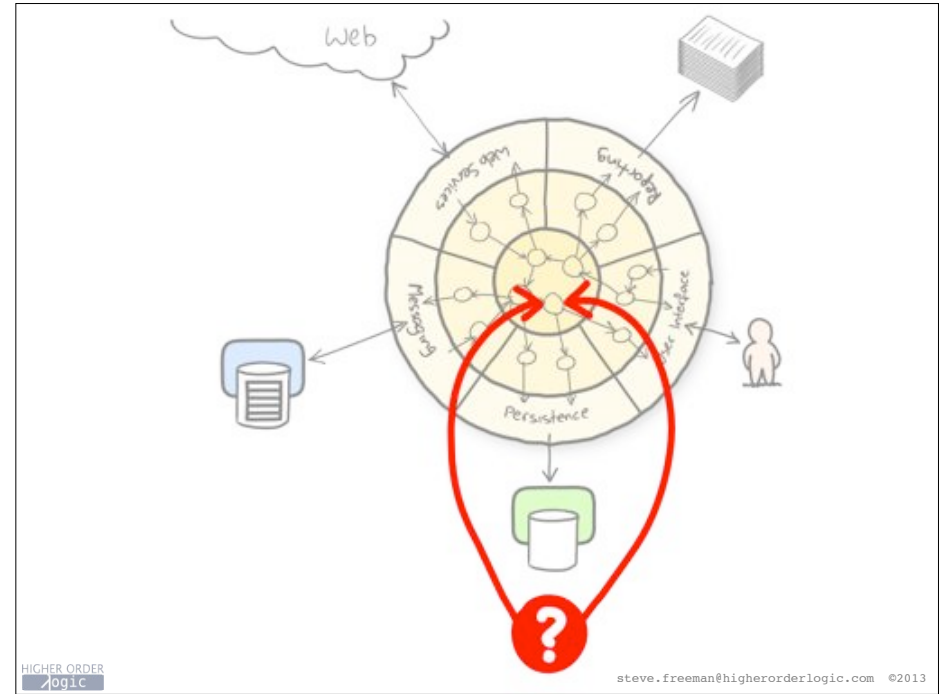 Web
Web Services
Reporting
Messaging
User Interface
Persistence
?
HIGHER ORDER
logic
steve.freeman@higherorderlogic.com ©2013